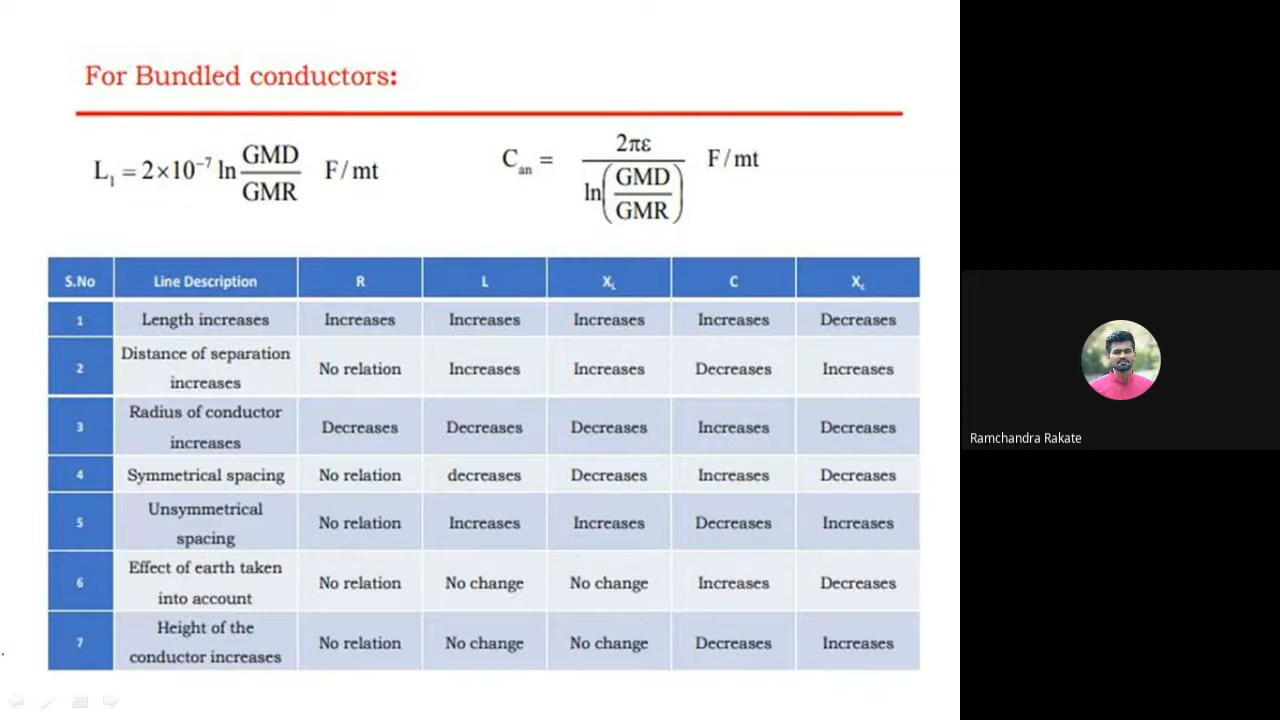 For Bundled conductors:
L₁ = 2×10⁻⁷ ln GMD/GMR F/mt
Cₐₙ = 2πε / ln(GMD/GMR) F/mt
S.No Line Description R L X_L C X_c
1 Length increases Increases Increases Increases Increases Decreases
2 Distance of separation increases No relation Increases Increases Decreases Increases
3 Radius of conductor increases Decreases Decreases Decreases Increases Decreases
4 Symmetrical spacing No relation decreases Decreases Increases Decreases
5 Unsymmetrical spacing No relation Increases Increases Decreases Increases
6 Effect of earth taken into account No relation No change No change Increases Decreases
7 Height of the conductor increases No relation No change No change Decreases Increases
Ramchandra Rakate